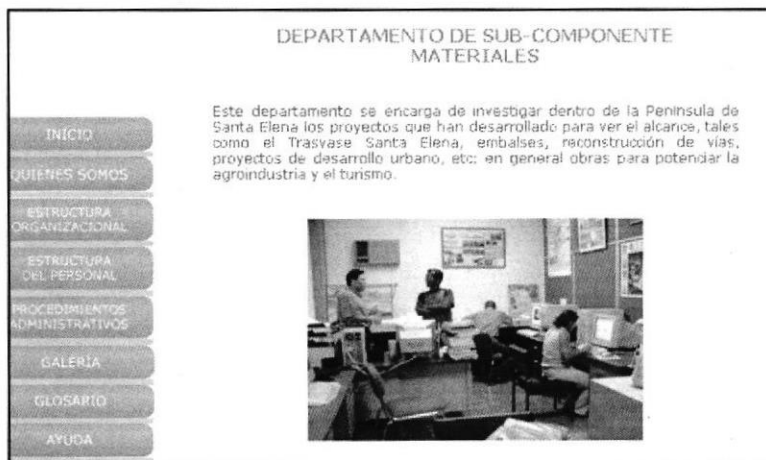 DEPARTAMENTO DE SUB-COMPONENTE
MATERIALES
Este departamento se encarga de investigar dentro de la Peninsula de
Santa Elena los proyectos que han desarrollado para ver el alcance, tales
como el Trasvase Santa Elena, embalses, reconstrucción de vías,
proyectos de desarrollo urbano, etc; en general obras para potenciar la
agroindustria y el turismo.
INICIO
QUIENES SOMOS
ESTRUCTURA
ORGANIZACIONAL
ESTRUCTURA
DEL PERSONAL
PROCEDIMIENTOS
ADMINISTRATIVOS
GALERÍA
GLOSARIO
AYUDA